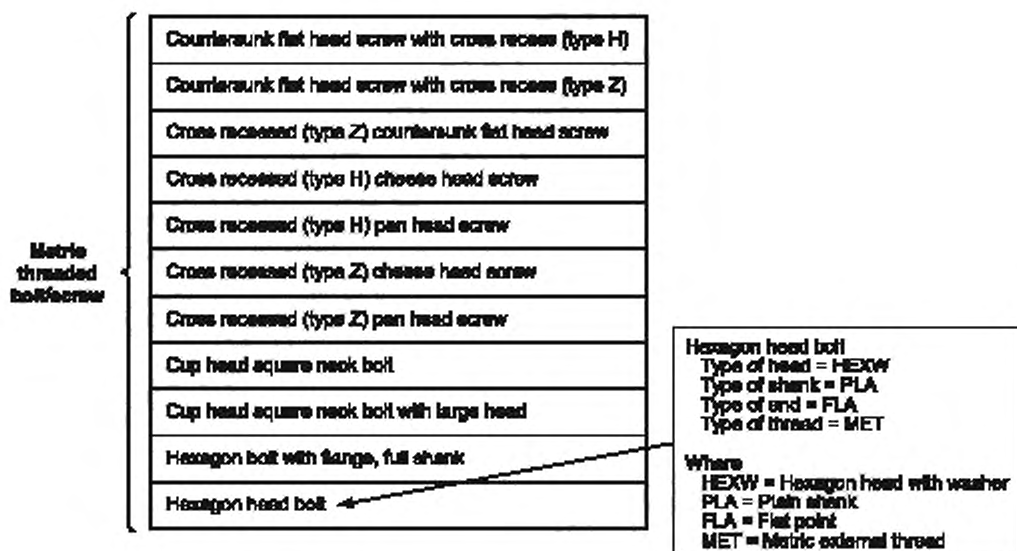 Countersunk flat head screw with cross recess (type H)
Countersunk flat head screw with cross recess (type Z)
Cross recessed (type Z) countersunk flat head screw
Cross recessed (type H) cheese head screw
Cross recessed (type H) pan head screw
Cross recessed (type Z) cheese head screw
Cross recessed (type Z) pan head screw
Cup head square neck bolt
Cup head square neck bolt with large head
Hexagon bolt with flange, full shank
Hexagon head bolt
Metric
threaded
bolt/screw
Hexagon head bolt
Type of head = HEXW
Type of shank = PLA
Type of end = FLA
Type of thread = MET
Where
HEXW = Hexagon head with washer
PLA = Plain shank
FLA = Flat point
MET = Metric external thread